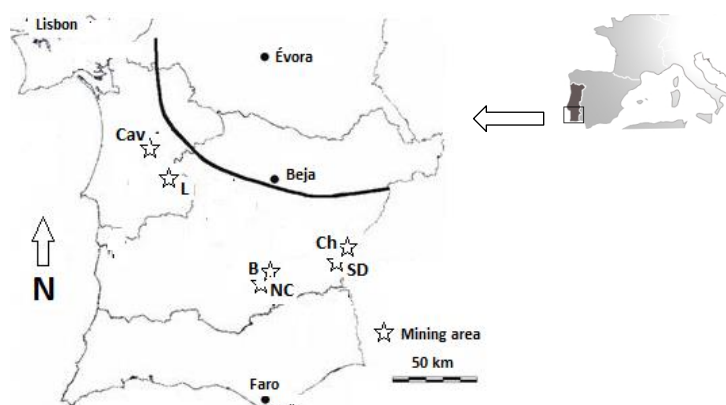 Lisbon
Évora
Cav
L
Beja
Ch
SD
B
NC
N
Mining area
50 km
Faro